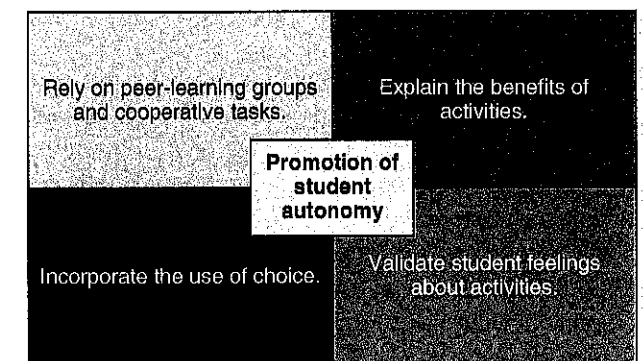 Rely on peer-learning groups
and cooperative tasks.
Explain the benefits of
activities.
Promotion of
student
autonomy
Incorporate the use of choice.
Validate student feelings
about activities.